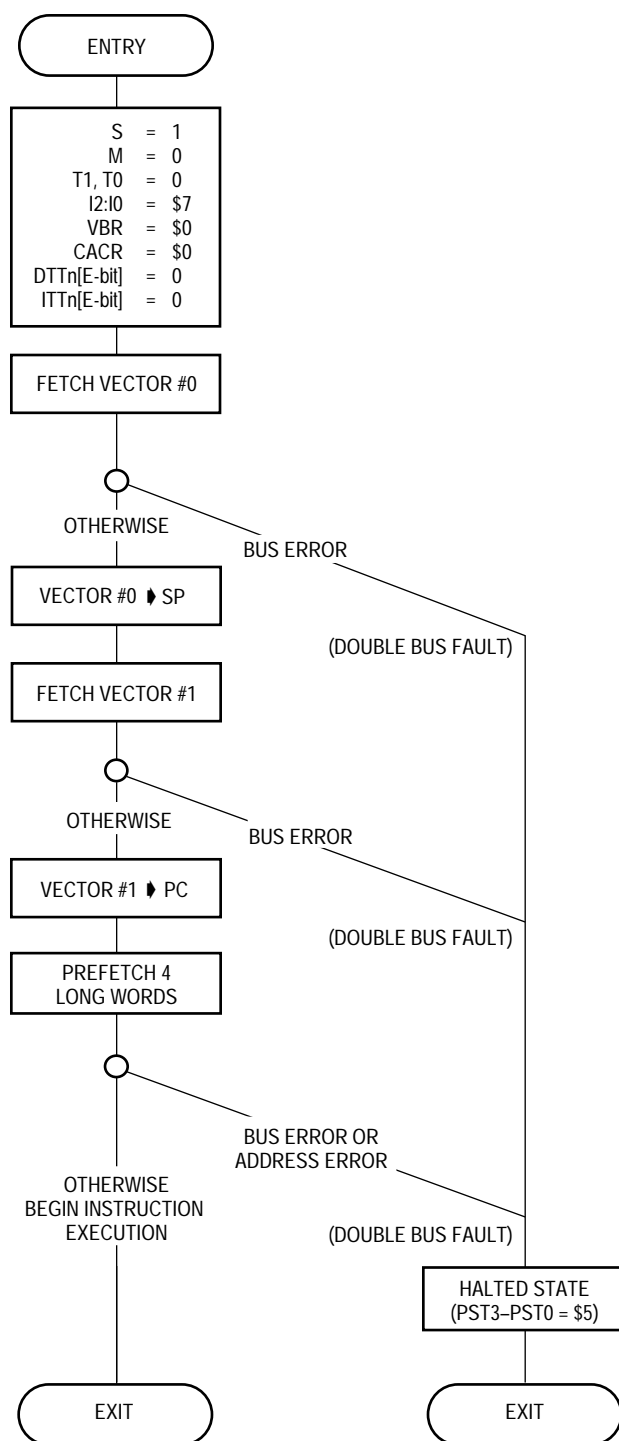 ENTRY
S = 1
M = 0
T1, T0 = 0
I2:I0 = $7
VBR = $0
CACR = $0
DTTn[E-bit] = 0
ITTn[E-bit] = 0
FETCH VECTOR #0
OTHERWISE
BUS ERROR
VECTOR #0 ➧ SP
(DOUBLE BUS FAULT)
FETCH VECTOR #1
OTHERWISE
BUS ERROR
VECTOR #1 ➧ PC
(DOUBLE BUS FAULT)
PREFETCH 4
LONG WORDS
BUS ERROR OR
ADDRESS ERROR
OTHERWISE
BEGIN INSTRUCTION
EXECUTION
(DOUBLE BUS FAULT)
HALTED STATE
(PST3–PST0 = $5)
EXIT
EXIT